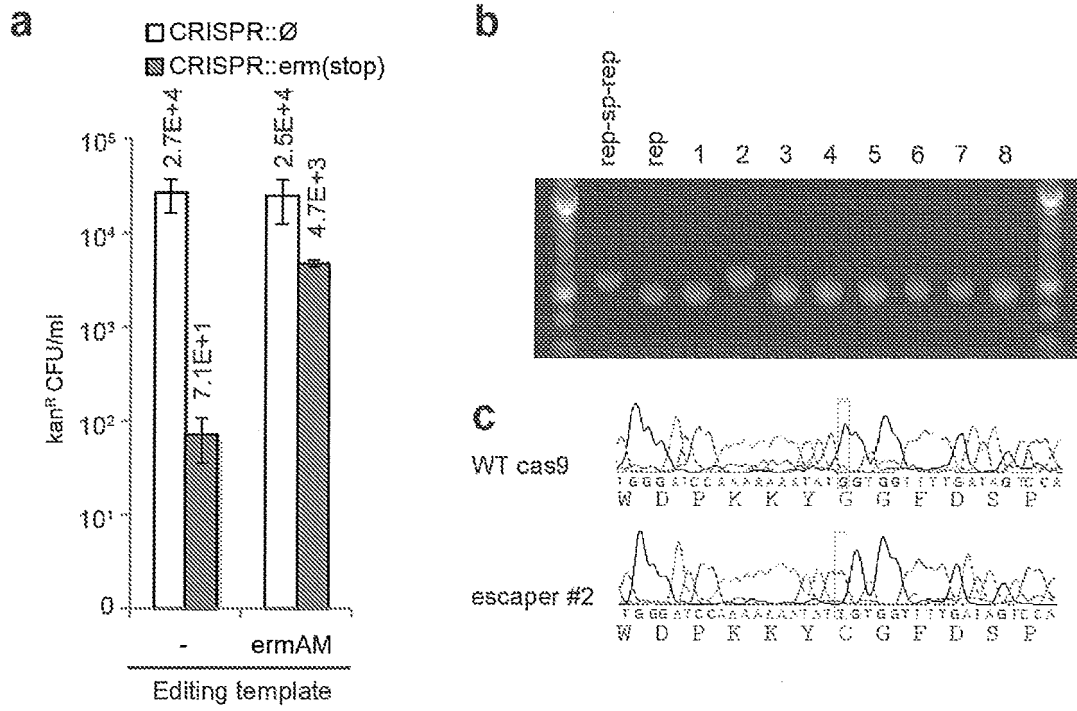 a
CRISPR::Ø
CRISPR::erm(stop)
10⁵
10⁴
10³
10²
10¹
0
kanᴿ CFU/ml
2.7E+4
7.1E+1
2.5E+4
4.7E+3
-
ermAM
Editing template
b
rep-sp-rep
rep
1
2
3
4
5
6
7
8
c
WT cas9
TGGGATCCAAAAAAATATGGTGGTTTTGATAGTCCA
W D P K K Y G G F D S P
escaper #2
W D P K K Y C G F D S P